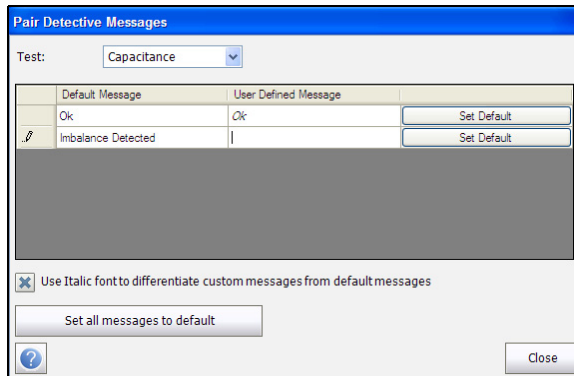 Pair Detective Messages
Test: Capacitance
Default Message User Defined Message
Ok Ok Set Default
Imbalance Detected Set Default
Use Italic font to differentiate custom messages from default messages
Set all messages to default
? Close